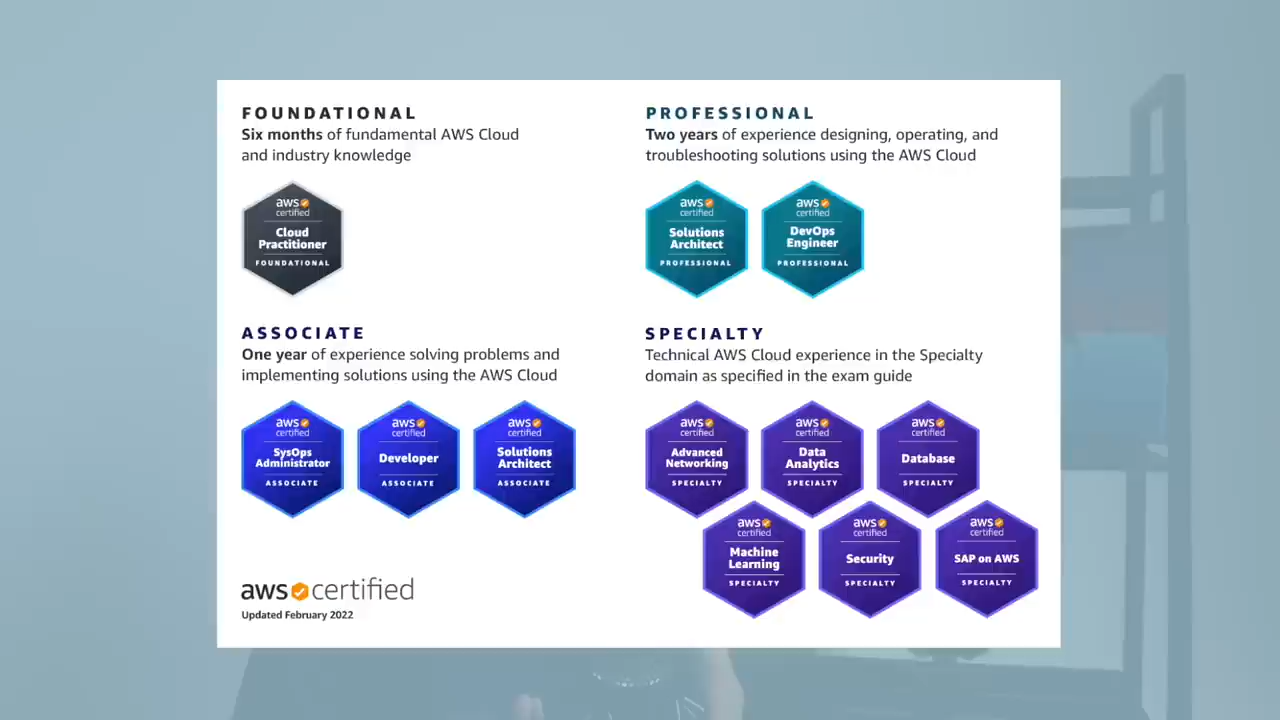 FOUNDATIONAL
Six months of fundamental AWS Cloud
and industry knowledge
aws certified
Cloud
Practitioner
FOUNDATIONAL
PROFESSIONAL
Two years of experience designing, operating, and
troubleshooting solutions using the AWS Cloud
aws certified
Solutions
Architect
PROFESSIONAL
aws certified
DevOps
Engineer
PROFESSIONAL
ASSOCIATE
One year of experience solving problems and
implementing solutions using the AWS Cloud
aws certified
SysOps
Administrator
ASSOCIATE
aws certified
Developer
ASSOCIATE
aws certified
Solutions
Architect
ASSOCIATE
SPECIALTY
Technical AWS Cloud experience in the Specialty
domain as specified in the exam guide
aws certified
Advanced
Networking
SPECIALTY
aws certified
Data
Analytics
SPECIALTY
aws certified
Database
SPECIALTY
aws certified
Machine
Learning
SPECIALTY
aws certified
Security
SPECIALTY
aws certified
SAP on AWS
SPECIALTY
aws certified
Updated February 2022